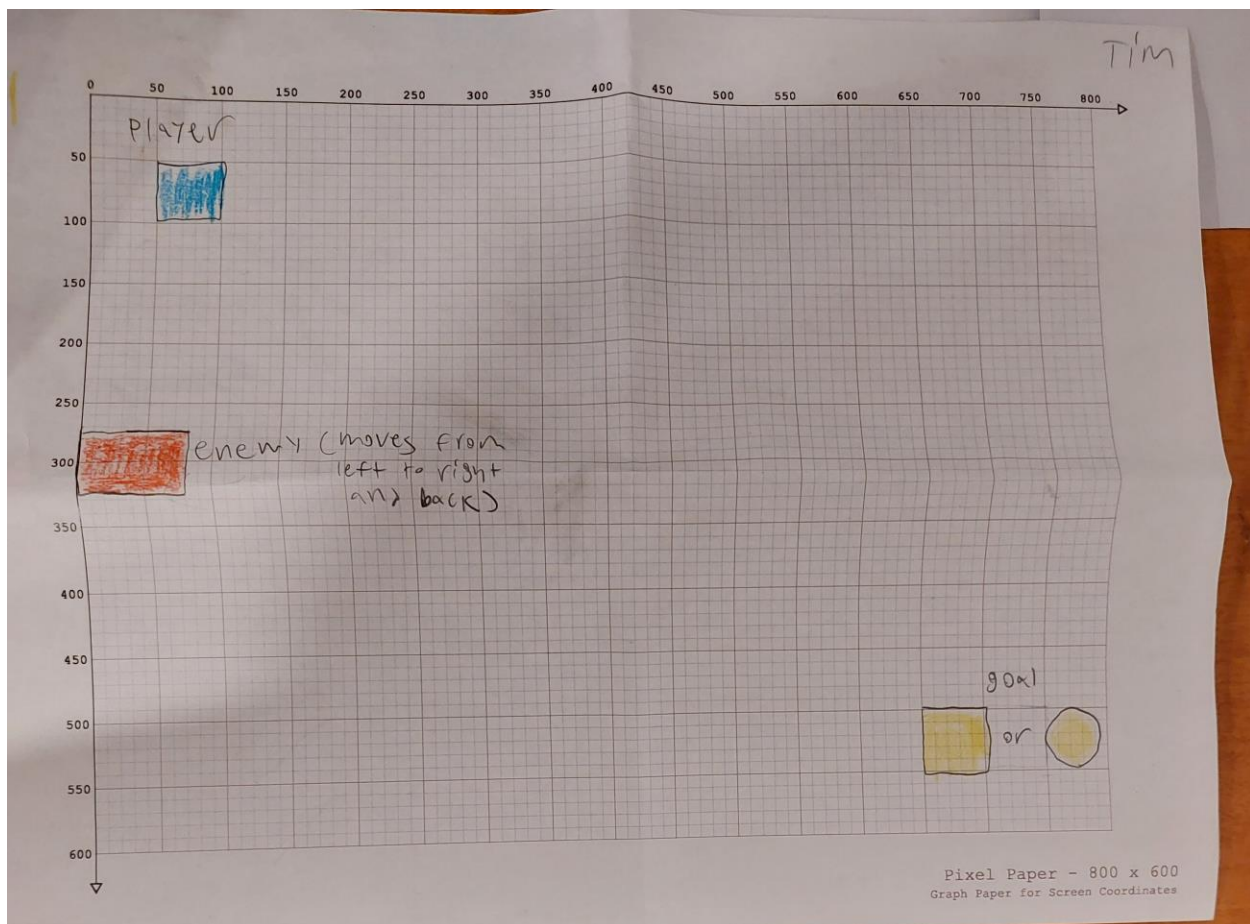 Tim
0 50 100 150 200 250 300 350 400 450 500 550 600 650 700 750 800
Player
50
100
150
200
250
enemy (moves from
300
left to right
and back)
350
400
450
goal
500
or
550
600
Pixel Paper - 800 x 600
Graph Paper for Screen Coordinates